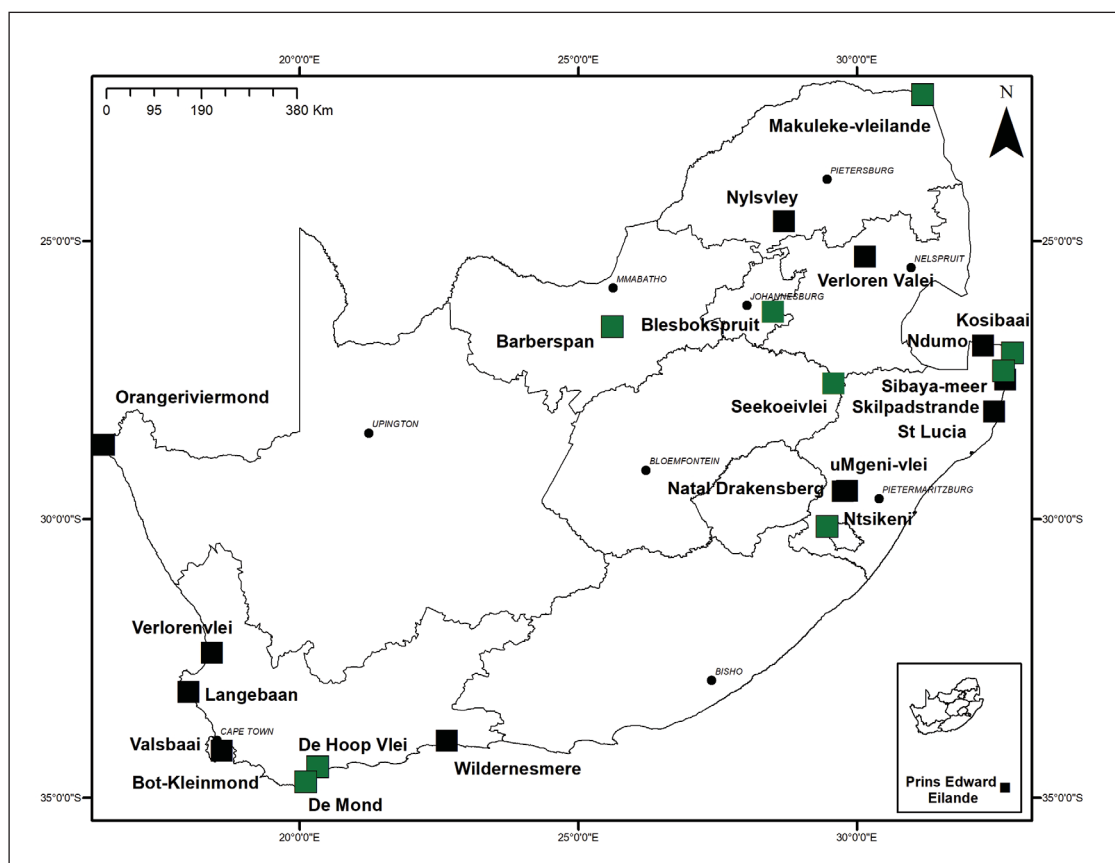 20°0'0"E 25°0'0"E 30°0'0"E
0 95 190 380 Km
N
Makuleke-vleilande
PIETERSBURG
Nylsvley
25°0'0"S 25°0'0"S
NELSPRUIT
Verloren Valei
MMABATHO
JOHANNESBURG
Blesbokspruit
Kosibaai
Barberspan
Ndumo
Sibaya-meer
Orangeriviermond
Seekoeivlei
Skilpadstrande
UPINGTON
St Lucia
BLOEMFONTEIN
uMgeni-vlei
Natal Drakensberg
PIETERMARITZBURG
30°0'0"S 30°0'0"S
Ntsikeni
Verlorenvlei
BISHO
Langebaan
CAPE TOWN
Valsbaai
De Hoop Vlei
Wildernesmere
Bot-Kleinmond
De Mond
Prins Edward
Eilande
35°0'0"S 35°0'0"S
20°0'0"E 25°0'0"E 30°0'0"E